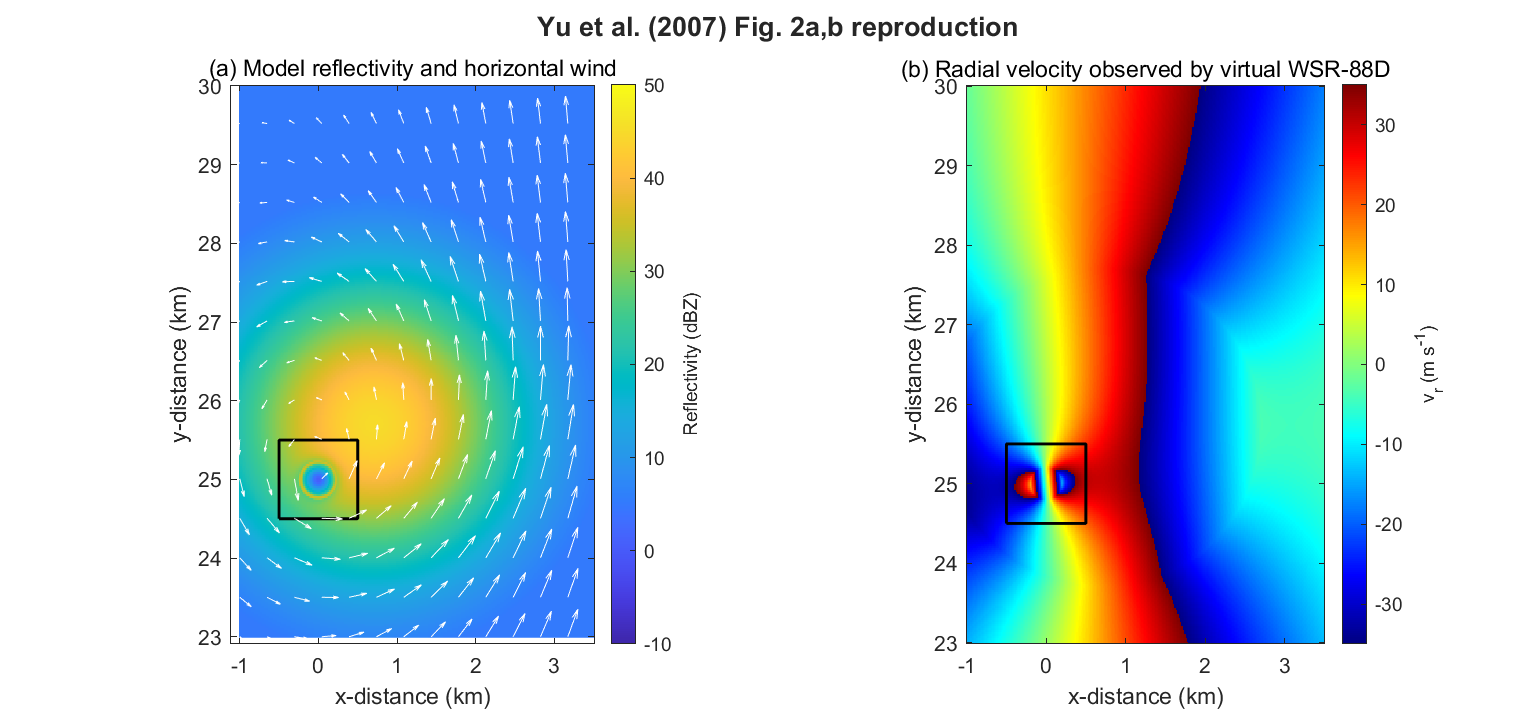 Yu et al. (2007) Fig. 2a,b reproduction
(a) Model reflectivity and horizontal wind
30
29
28
27
26
25
24
23
y-distance (km)
-1 0 1 2 3
x-distance (km)
50
40
30
20
10
0
-10
Reflectivity (dBZ)
(b) Radial velocity observed by virtual WSR-88D
30
29
28
27
26
25
24
23
y-distance (km)
-1 0 1 2 3
x-distance (km)
30
20
10
0
-10
-20
-30
v_r (m s^-1)